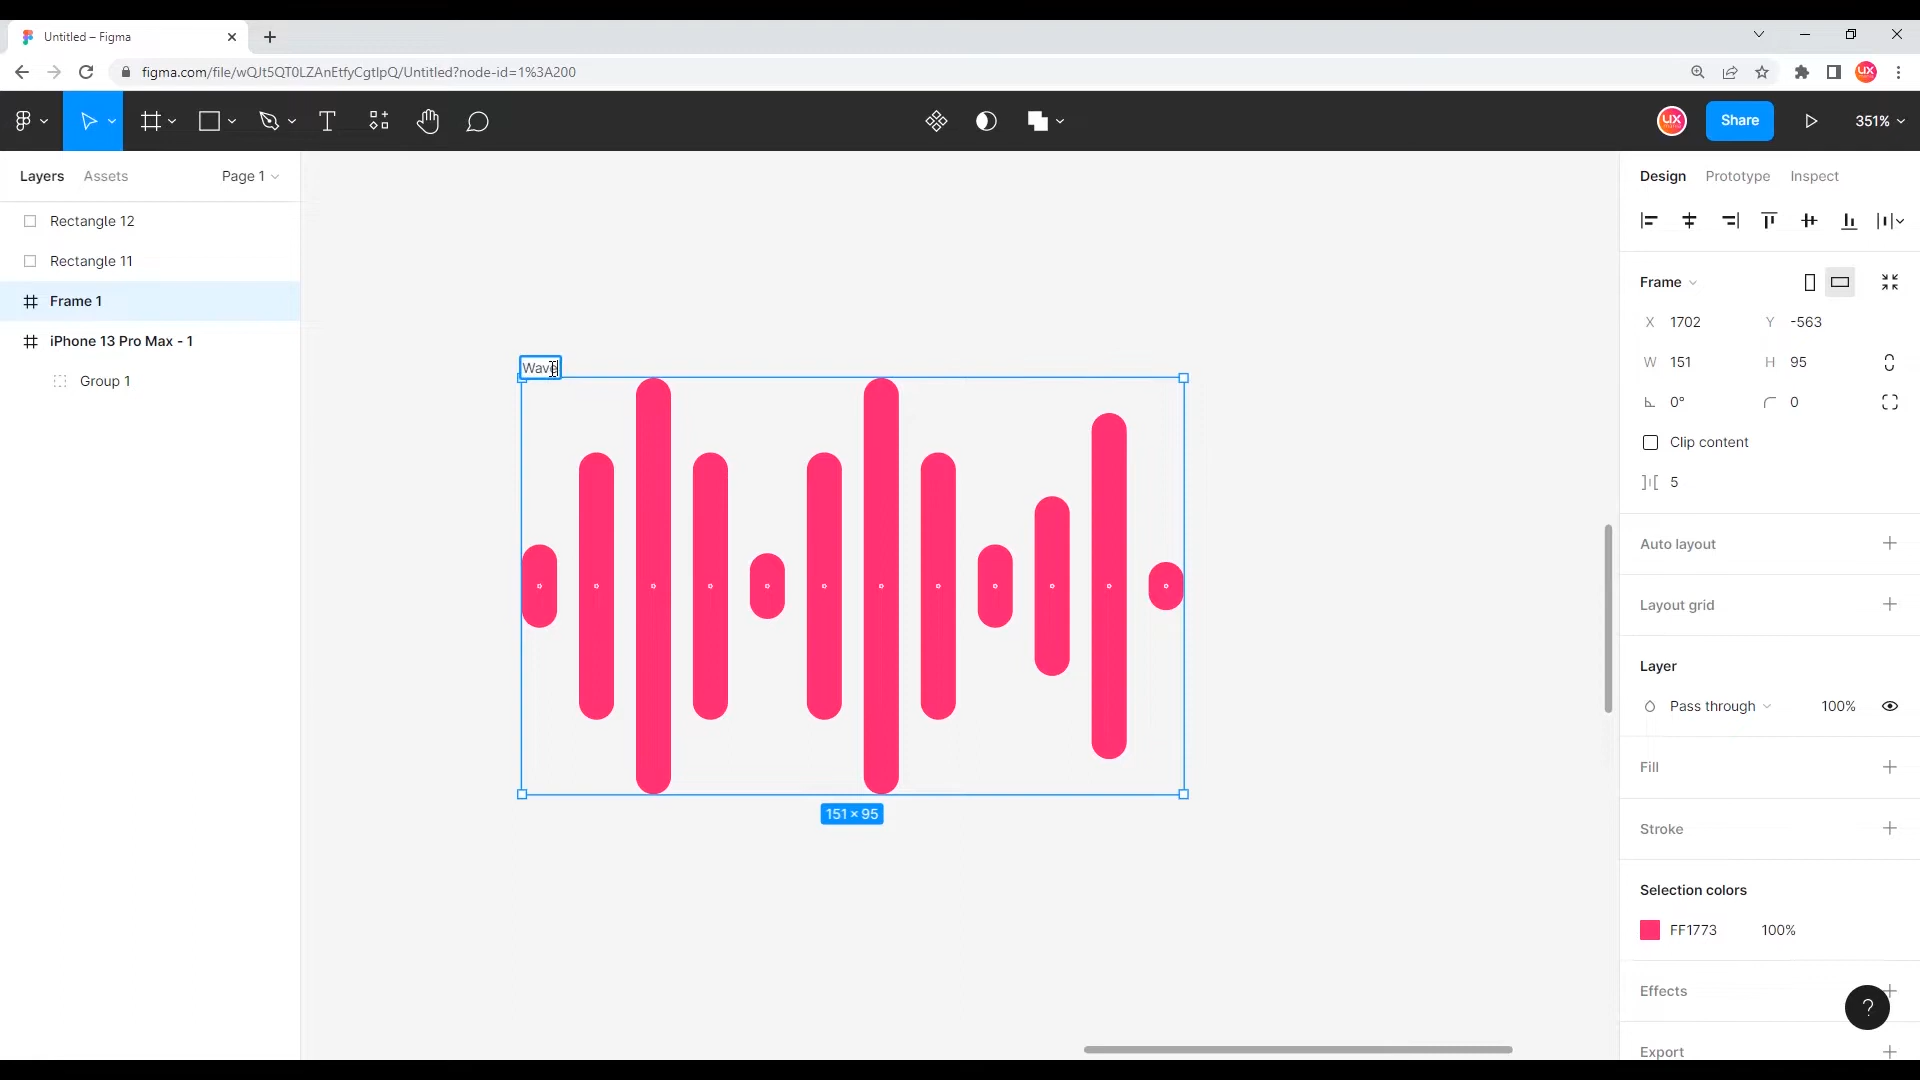 Untitled – Figma
figma.com/file/wQJt5QT0LZAnEtfyCgtlpQ/Untitled?node-id=1%3A200
UX
UX
Share
351%
Layers
Assets
Page 1
Design
Prototype
Inspect
Rectangle 12
Rectangle 11
Frame 1
iPhone 13 Pro Max - 1
Group 1
Wave
151 × 95
Frame
X 1702
Y -563
W 151
H 95
0°
0
Clip content
5
Auto layout
Layout grid
Layer
Pass through
100%
Fill
Stroke
Selection colors
FF1773
100%
Effects
?
Export